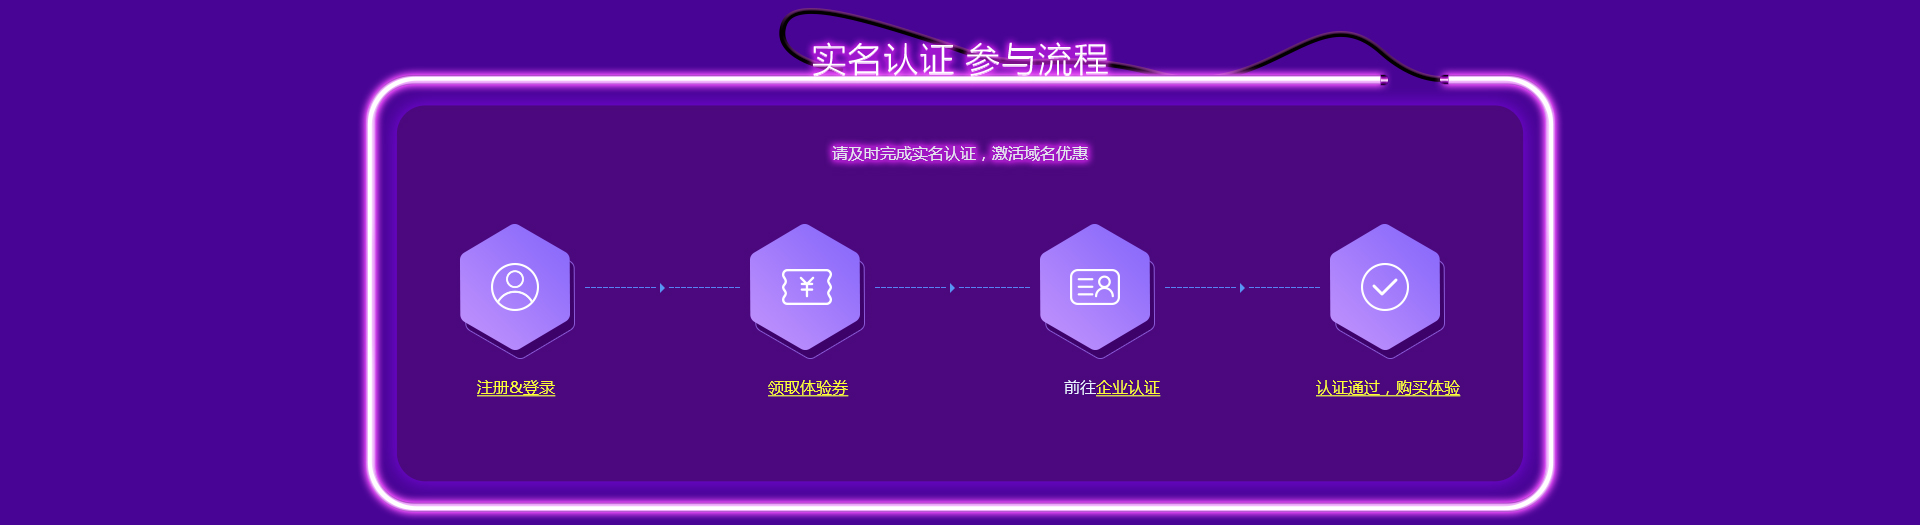 实名认证 参与流程
请及时完成实名认证，激活域名优惠
¥
注册&登录
领取体验券
前往企业认证
认证通过，购买体验